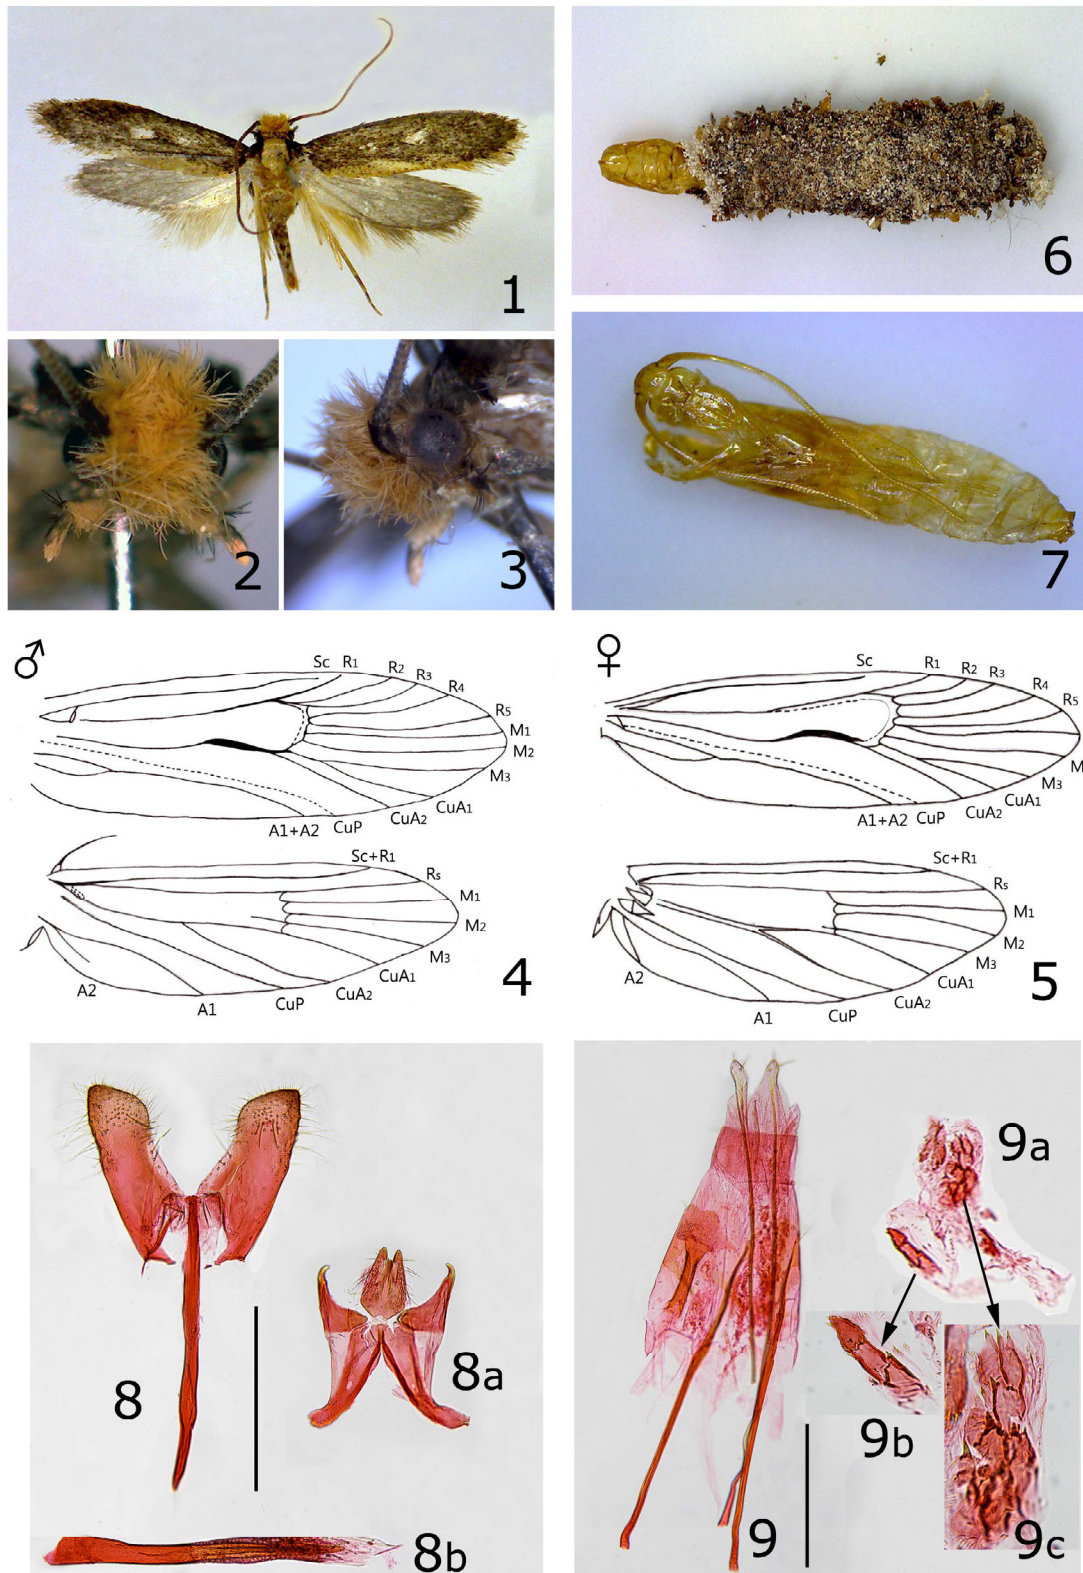 1
6
2
3
7
♂
Sc R1 R2 R3 R4 R5 M1 M2 M3 CuA1 CuA2 CuP A1+A2
♀
Sc R1 R2 R3 R4 R5 M1 M M3 CuA1 CuA2 CuP A1+A2
Sc+R1 Rs M1 M2 M3 CuA1 CuA2 CuP A1 A2
4
Sc+R1 Rs M1 M2 M3 CuA1 CuA2 CuP A1 A2
5
8
8a
8b
9
9a
9b
9c